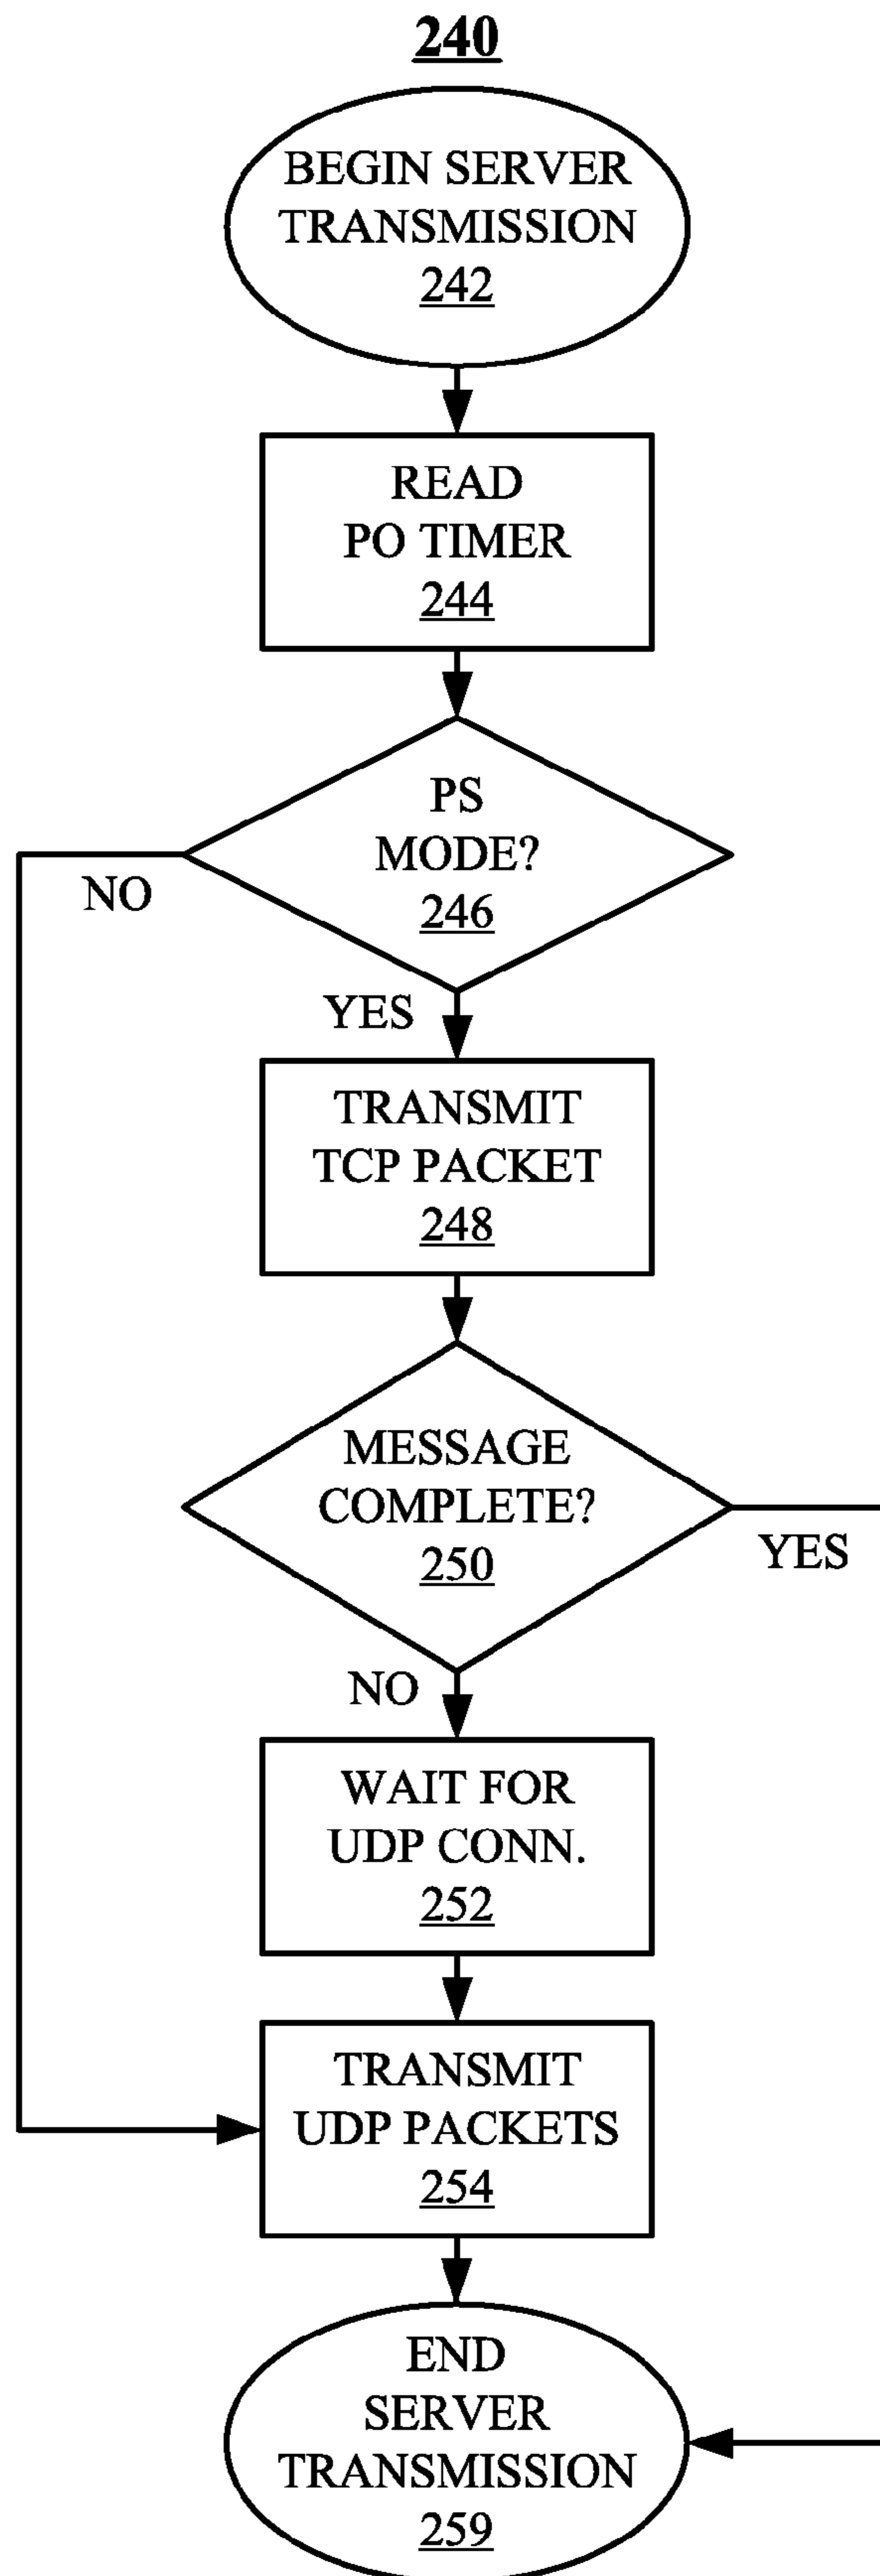 240
BEGIN SERVER
TRANSMISSION
242
READ
PO TIMER
244
PS
MODE?
246
NO
YES
TRANSMIT
TCP PACKET
248
MESSAGE
COMPLETE?
250
YES
NO
WAIT FOR
UDP CONN.
252
TRANSMIT
UDP PACKETS
254
END
SERVER
TRANSMISSION
259